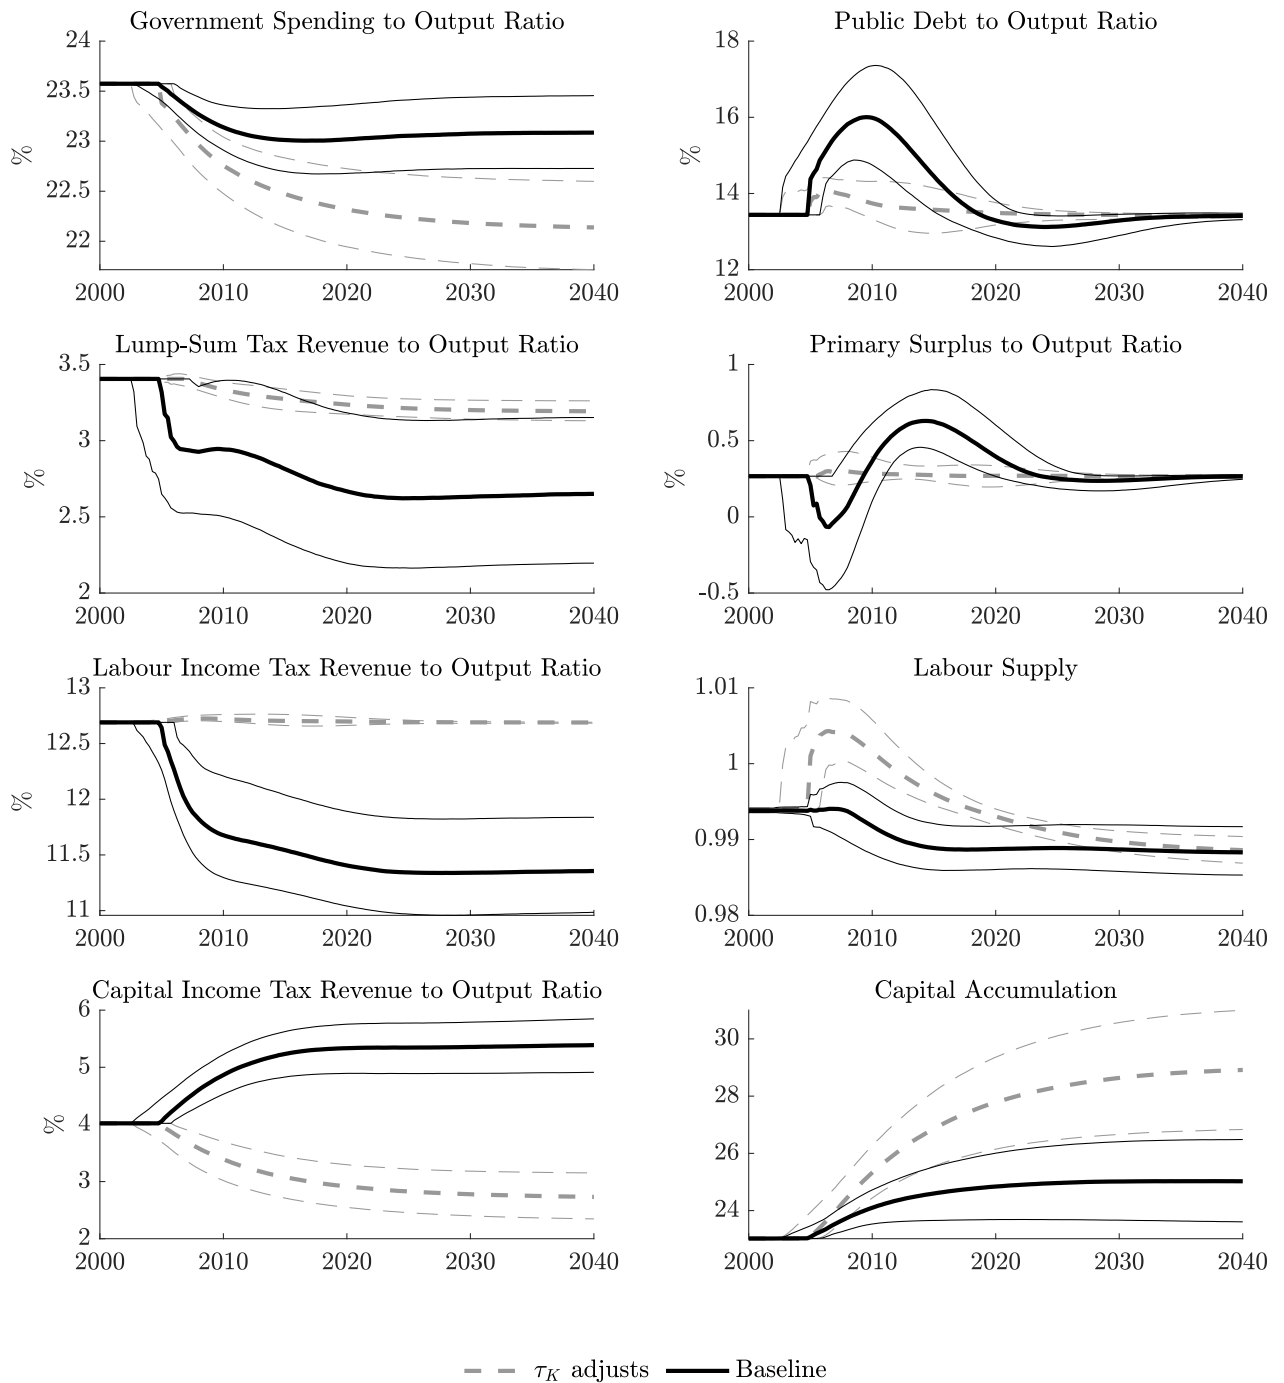 Government Spending to Output Ratio
24
23.5
23
22.5
22
%
2000 2010 2020 2030 2040
Public Debt to Output Ratio
18
16
14
12
%
2000 2010 2020 2030 2040
Lump-Sum Tax Revenue to Output Ratio
3.5
3
2.5
2
%
2000 2010 2020 2030 2040
Primary Surplus to Output Ratio
1
0.5
0
-0.5
%
2000 2010 2020 2030 2040
Labour Income Tax Revenue to Output Ratio
13
12.5
12
11.5
11
%
2000 2010 2020 2030 2040
Labour Supply
1.01
1
0.99
0.98
2000 2010 2020 2030 2040
Capital Income Tax Revenue to Output Ratio
6
5
4
3
2
%
2000 2010 2020 2030 2040
Capital Accumulation
30
28
26
24
2000 2010 2020 2030 2040
τ_K adjusts Baseline